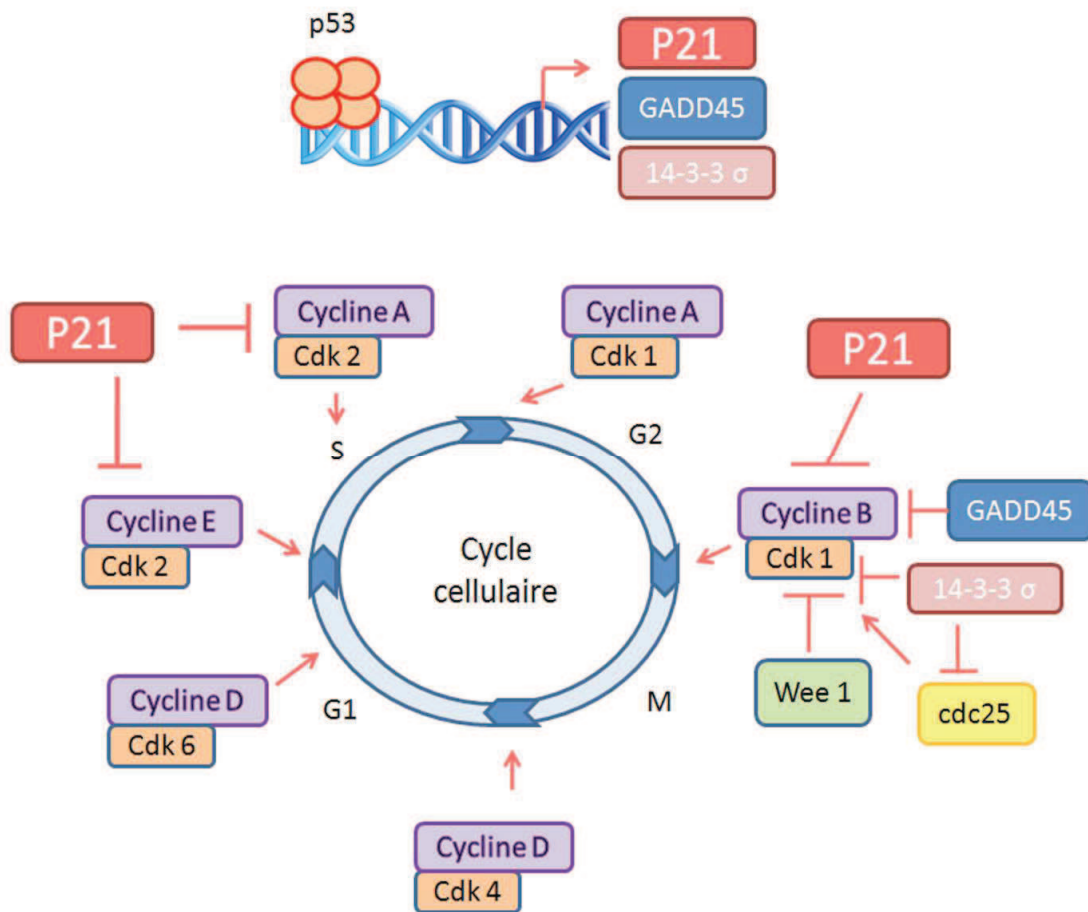 p53
P21
GADD45
14-3-3 σ
P21
Cycline A
Cdk 2
Cycline A
Cdk 1
P21
S
G2
Cycline E
Cdk 2
Cycle
cellulaire
Cycline B
Cdk 1
GADD45
14-3-3 σ
Cycline D
Cdk 6
G1
M
Wee 1
cdc25
Cycline D
Cdk 4